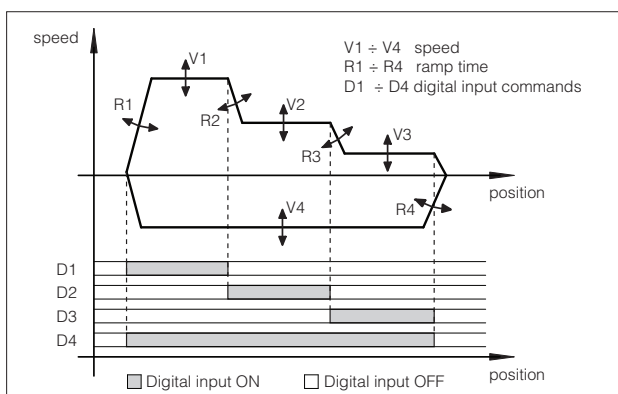 speed
V1
V1 ÷ V4 speed
R1 ÷ R4 ramp time
D1 ÷ D4 digital input commands
R1
R2
V2
R3
V3
position
V4
R4
D1
D2
D3
D4
position
Digital input ON
Digital input OFF